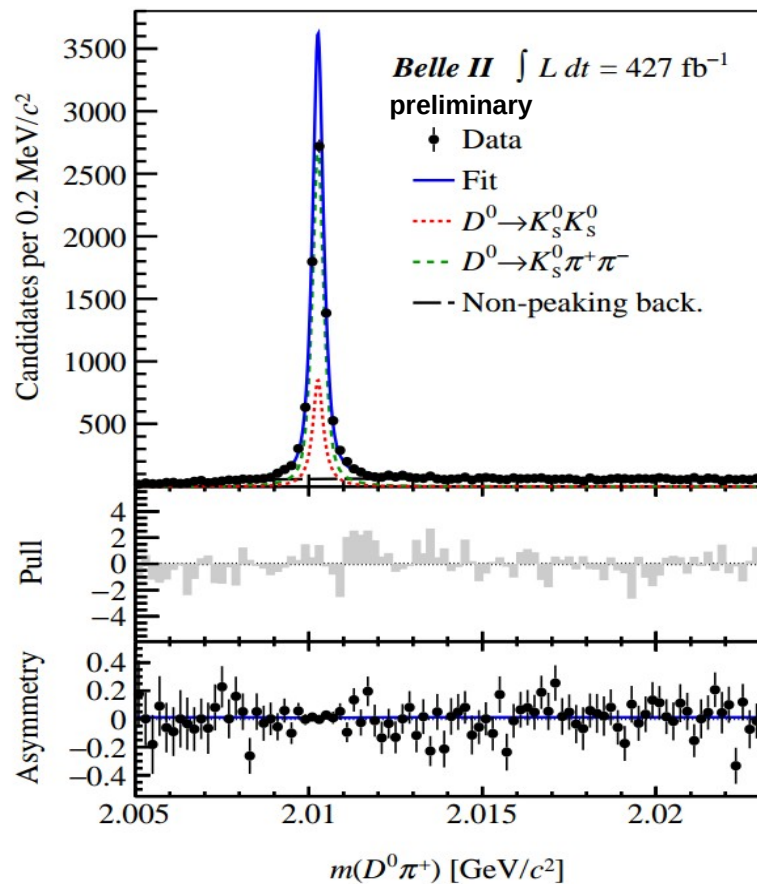 Belle II ∫ L dt = 427 fb⁻¹
preliminary
Data
Fit
D⁰→K⁰ₛK⁰ₛ
D⁰→K⁰ₛπ⁺π⁻
Non-peaking back.
Candidates per 0.2 MeV/c²
3500
3000
2500
2000
1500
1000
500
Pull
4
2
0
−2
−4
Asymmetry
0.4
0.2
0
−0.2
−0.4
2.005 2.01 2.015 2.02
m(D⁰π⁺) [GeV/c²]